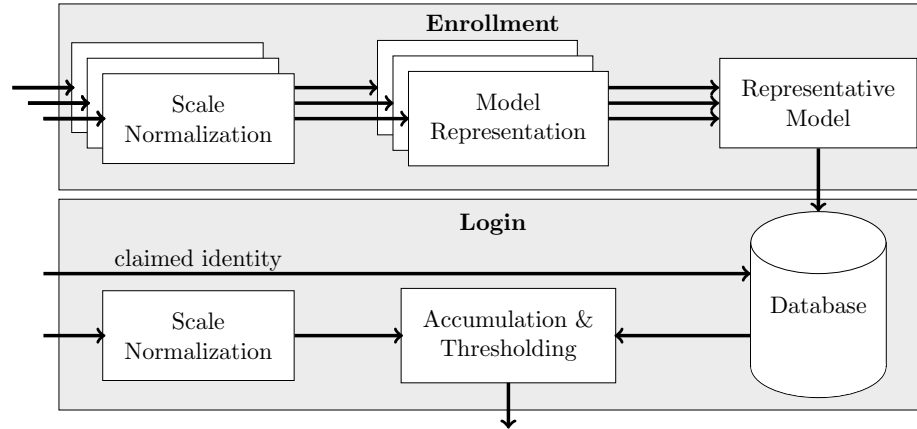 Enrollment
Scale
Normalization
Model
Representation
Representative
Model
Login
claimed identity
Scale
Normalization
Accumulation &
Thresholding
Database